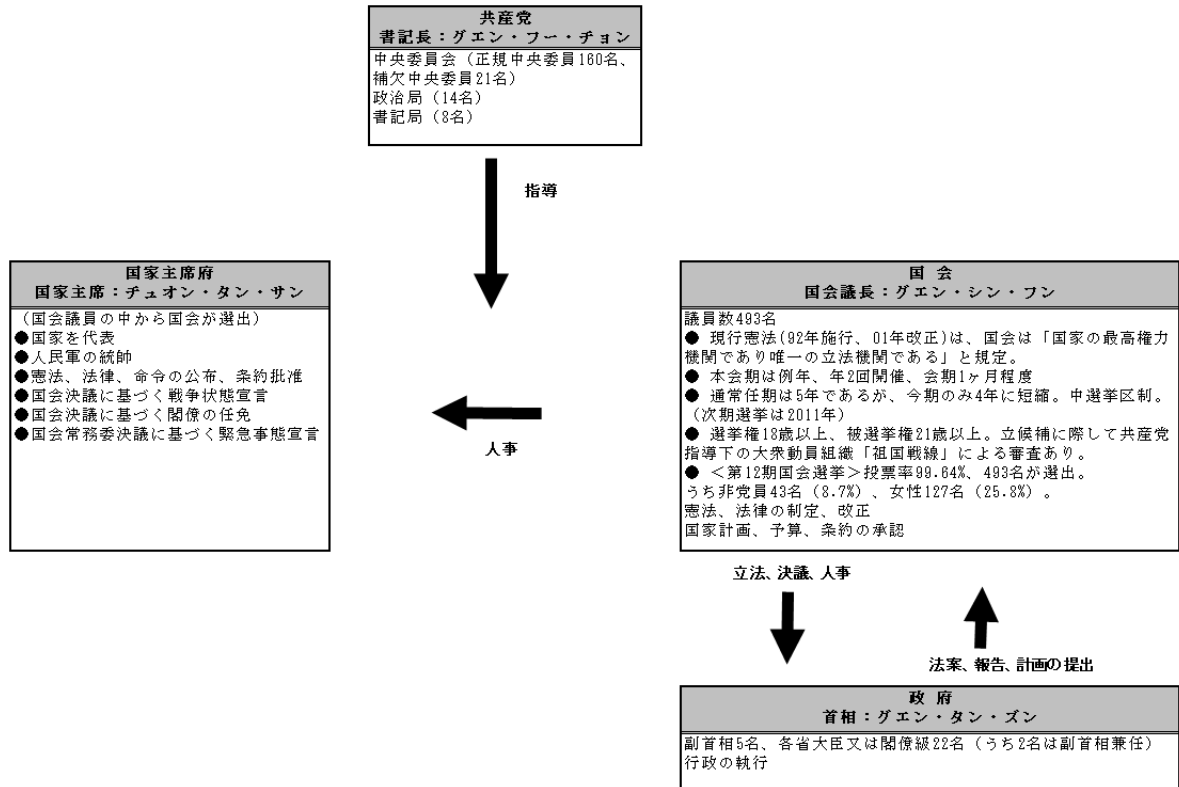 共産党
書記長：グエン・フー・チョン
中央委員会（正規中央委員160名、
補欠中央委員21名）
政治局（14名）
書記局（8名）
指導
国家主席府
国家主席：チュオン・タン・サン
（国会議員の中から国会が選出）
●国家を代表
●人民軍の統帥
●憲法、法律、命令の公布、条約批准
●国会決議に基づく戦争状態宣言
●国会決議に基づく閣僚の任免
●国会常務委決議に基づく緊急事態宣言
人事
国 会
国会議長：グエン・シン・フン
議員数493名
● 現行憲法(92年施行、01年改正)は、国会は「国家の最高権力
機関であり唯一の立法機関である」と規定。
● 本会期は例年、年2回開催、会期1ヶ月程度
● 通常任期は5年であるが、今期のみ4年に短縮。中選挙区制。
（次期選挙は2011年）
● 選挙権18歳以上、被選挙権21歳以上。立候補に際して共産党
指導下の大衆動員組織「祖国戦線」による審査あり。
● ＜第12期国会選挙＞投票率99.64%、493名が選出。
うち非党員43名（8.7%）、女性127名（25.8%）。
憲法、法律の制定、改正
国家計画、予算、条約の承認
立法、決議、人事
法案、報告、計画の提出
政 府
首相：グエン・タン・ズン
副首相5名、各省大臣又は閣僚級22名（うち2名は副首相兼任）
行政の執行